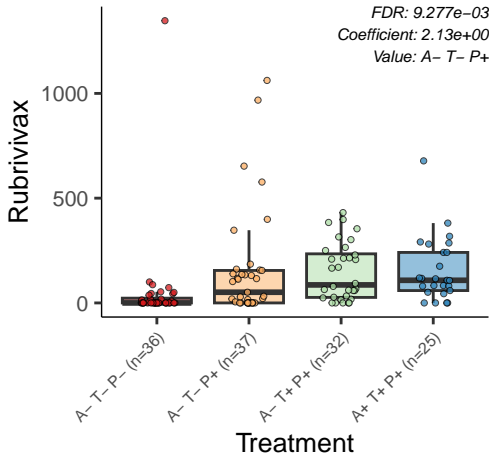 FDR: 9.277e−03
Coefficient: 2.13e+00
Value: A− T− P+
Rubrivivax
1000
500
0
A− T− P− (n=36)
A− T− P+ (n=37)
A− T+ P+ (n=32)
A+ T+ P+ (n=25)
Treatment